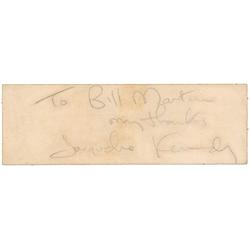 To Bill Martin
my thanks
Jacqueline Kennedy